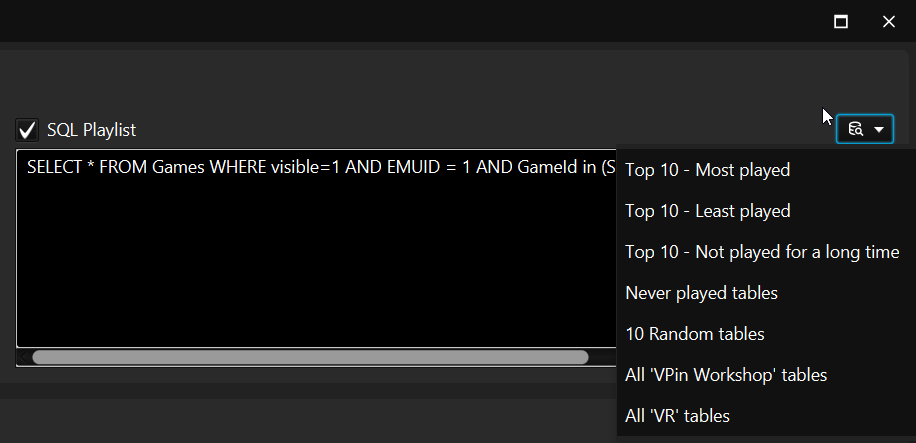 SQL Playlist
SELECT * FROM Games WHERE visible=1 AND EMUID = 1 AND GameId in (S
Top 10 - Most played
Top 10 - Least played
Top 10 - Not played for a long time
Never played tables
10 Random tables
All 'VPin Workshop' tables
All 'VR' tables